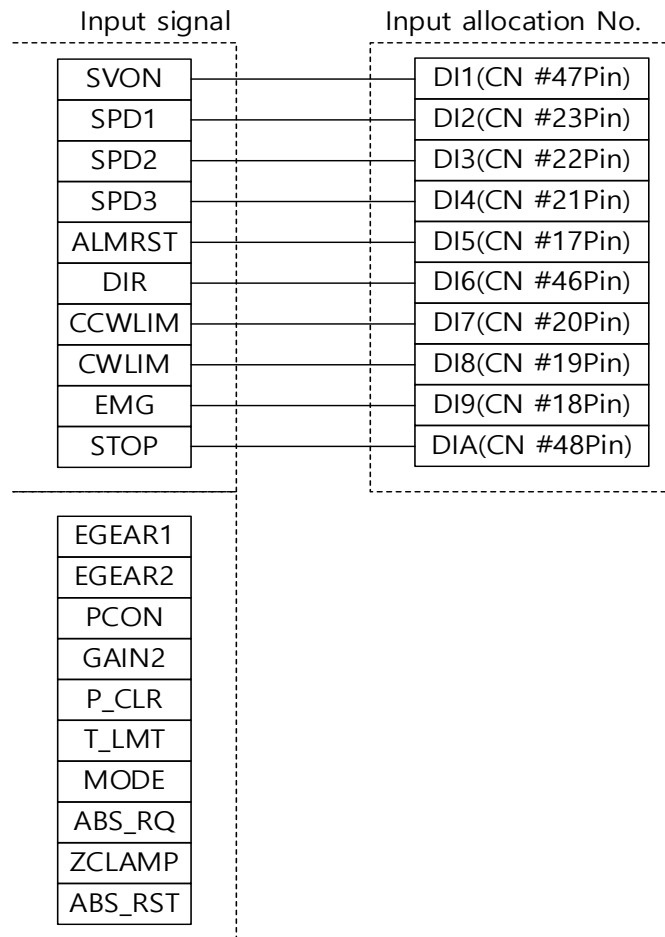 Input signal Input allocation No.
SVON DI1(CN #47Pin)
SPD1 DI2(CN #23Pin)
SPD2 DI3(CN #22Pin)
SPD3 DI4(CN #21Pin)
ALMRST DI5(CN #17Pin)
DIR DI6(CN #46Pin)
CCWLIM DI7(CN #20Pin)
CWLIM DI8(CN #19Pin)
EMG DI9(CN #18Pin)
STOP DIA(CN #48Pin)
EGEAR1
EGEAR2
PCON
GAIN2
P_CLR
T_LMT
MODE
ABS_RQ
ZCLAMP
ABS_RST